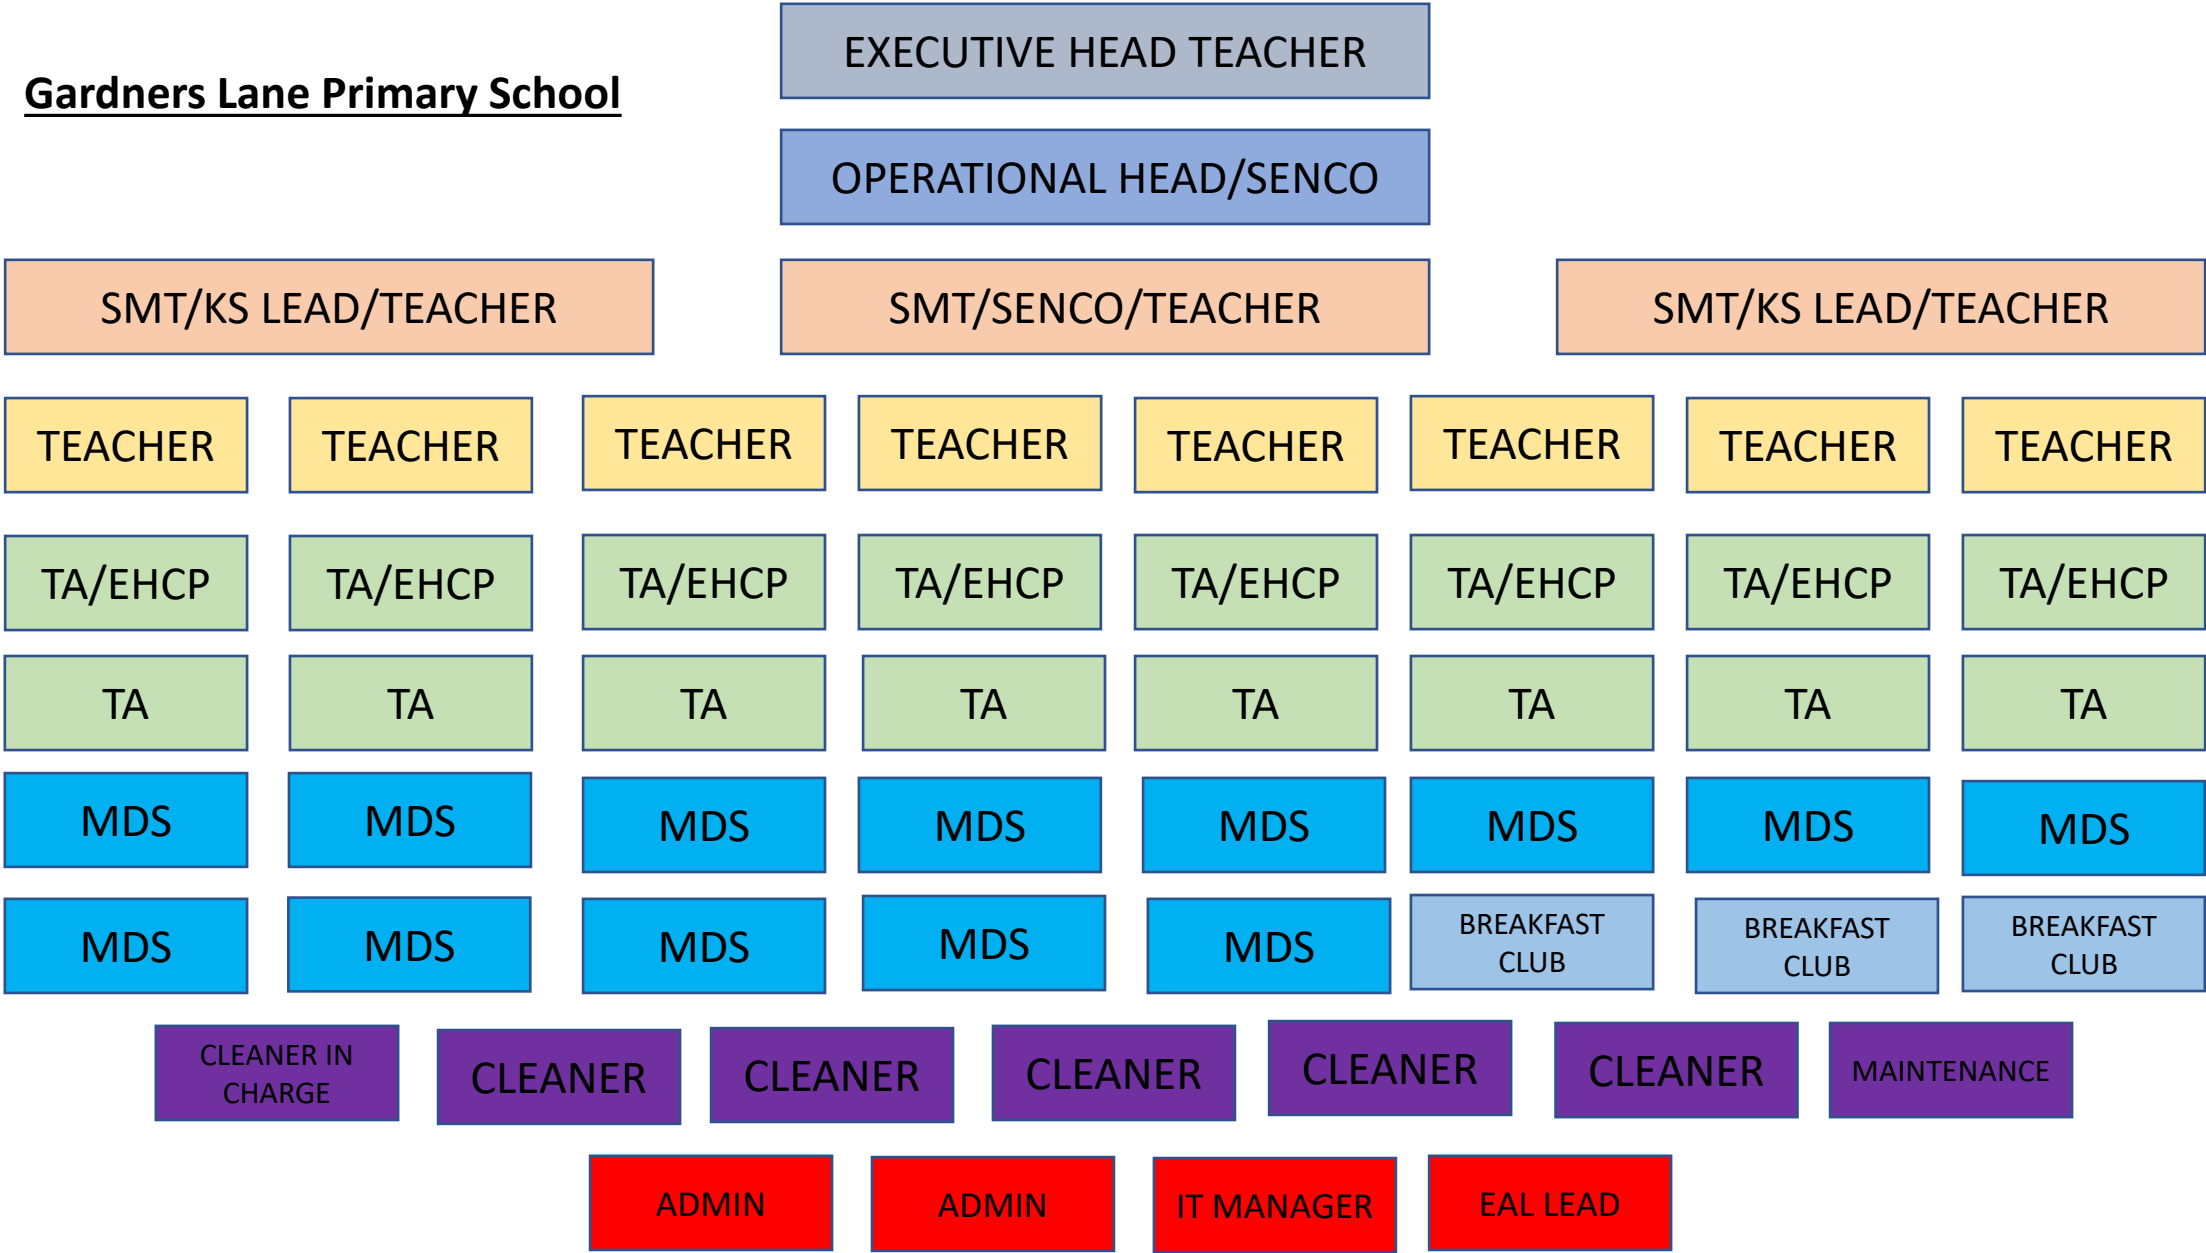 EXECUTIVE HEAD TEACHER
Gardners Lane Primary School
OPERATIONAL HEAD/SENCO
SMT/KS LEAD/TEACHER
SMT/SENCO/TEACHER
SMT/KS LEAD/TEACHER
TEACHER
TEACHER
TEACHER
TEACHER
TEACHER
TEACHER
TEACHER
TEACHER
TA/EHCP
TA/EHCP
TA/EHCP
TA/EHCP
TA/EHCP
TA/EHCP
TA/EHCP
TA/EHCP
TA
TA
TA
TA
TA
TA
TA
TA
MDS
MDS
MDS
MDS
MDS
MDS
MDS
MDS
MDS
MDS
MDS
MDS
MDS
BREAKFAST
CLUB
BREAKFAST
CLUB
BREAKFAST
CLUB
CLEANER IN
CHARGE
CLEANER
CLEANER
CLEANER
CLEANER
CLEANER
MAINTENANCE
ADMIN
ADMIN
IT MANAGER
EAL LEAD